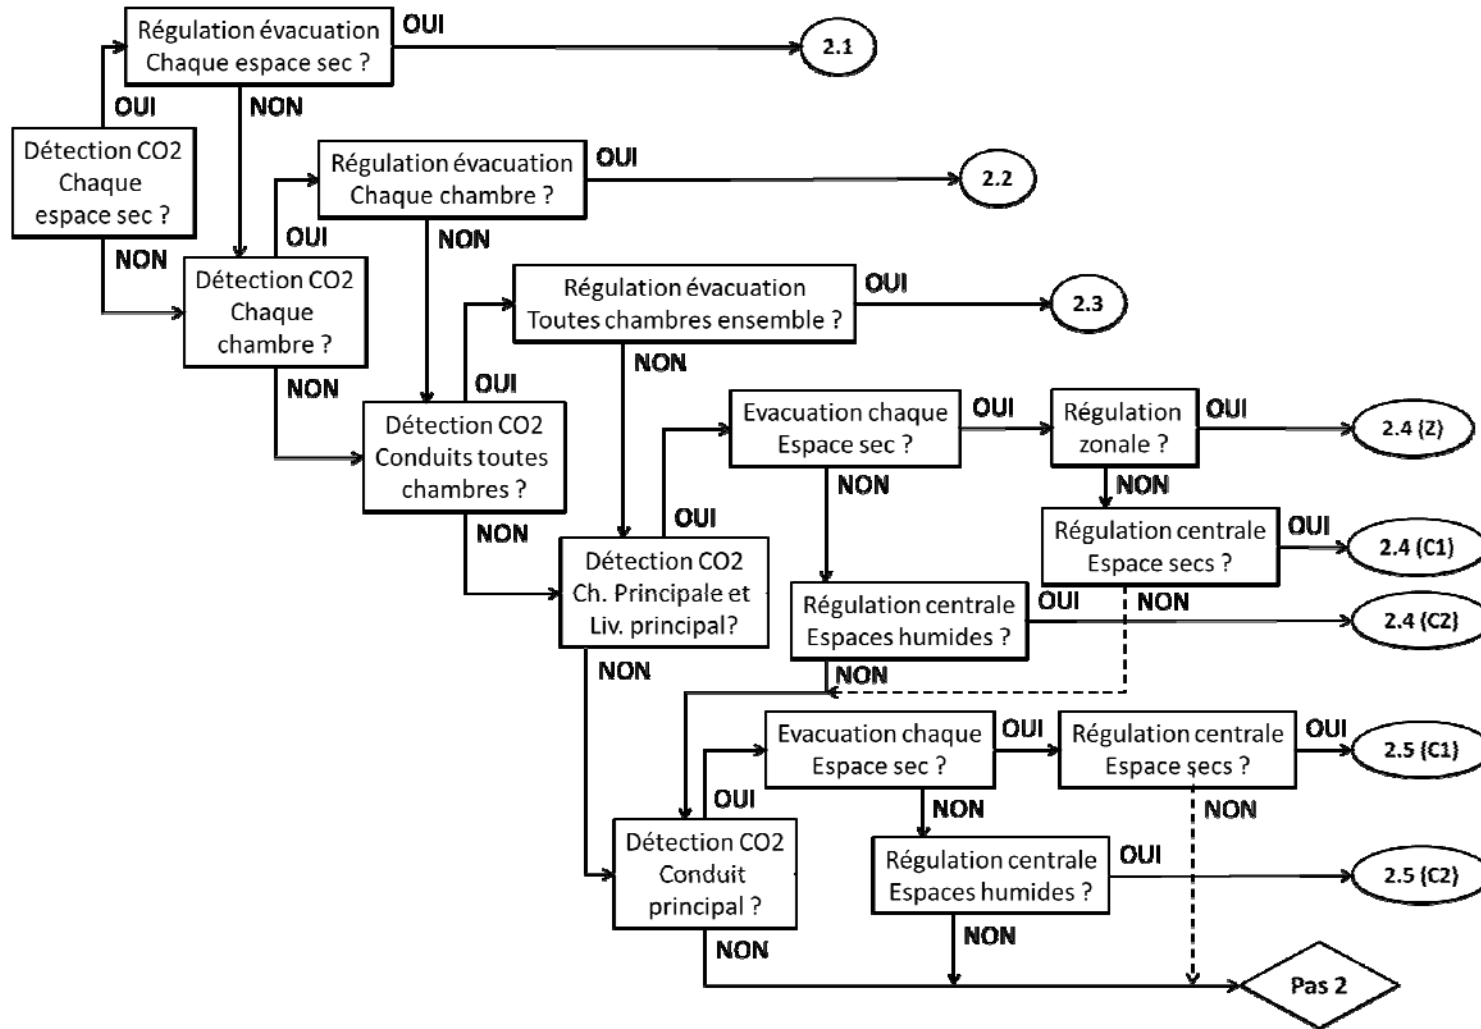 Régulation évacuation
Chaque espace sec ?
OUI
2.1
OUI
NON
Détection CO2
Chaque
espace sec ?
Régulation évacuation
Chaque chambre ?
OUI
2.2
NON
OUI
NON
Détection CO2
Chaque
chambre ?
Régulation évacuation
Toutes chambres ensemble ?
OUI
2.3
NON
OUI
NON
Détection CO2
Conduits toutes
chambres ?
Evacuation chaque
Espace sec ?
OUI
Régulation
zonale ?
OUI
2.4 (Z)
NON
OUI
NON
NON
Détection CO2
Ch. Principale et
Liv. principal?
Régulation centrale
Espace secs ?
OUI
2.4 (C1)
Régulation centrale
Espaces humides ?
OUI
NON
2.4 (C2)
NON
NON
Evacuation chaque
Espace sec ?
OUI
Régulation centrale
Espace secs ?
OUI
2.5 (C1)
OUI
NON
NON
Détection CO2
Conduit
principal ?
Régulation centrale
Espaces humides ?
OUI
2.5 (C2)
NON
NON
Pas 2